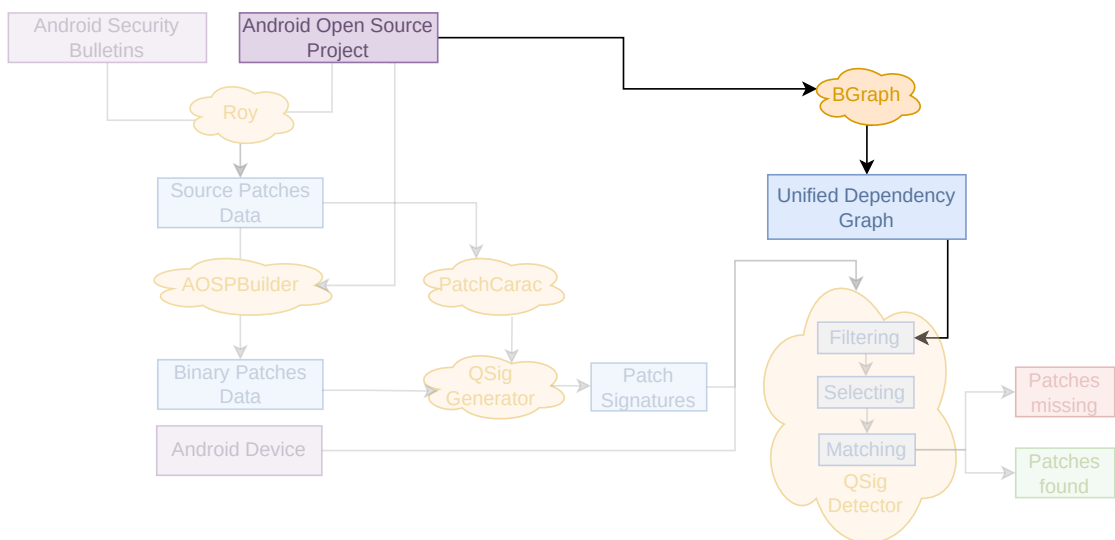 Android Security
Bulletins
Android Open Source
Project
Roy
BGraph
Source Patches
Data
Unified Dependency
Graph
AOSPBuilder
PatchCarac
Filtering
Binary Patches
Data
QSig
Generator
Patch
Signatures
Selecting
Patches
missing
Android Device
Matching
QSig
Detector
Patches
found